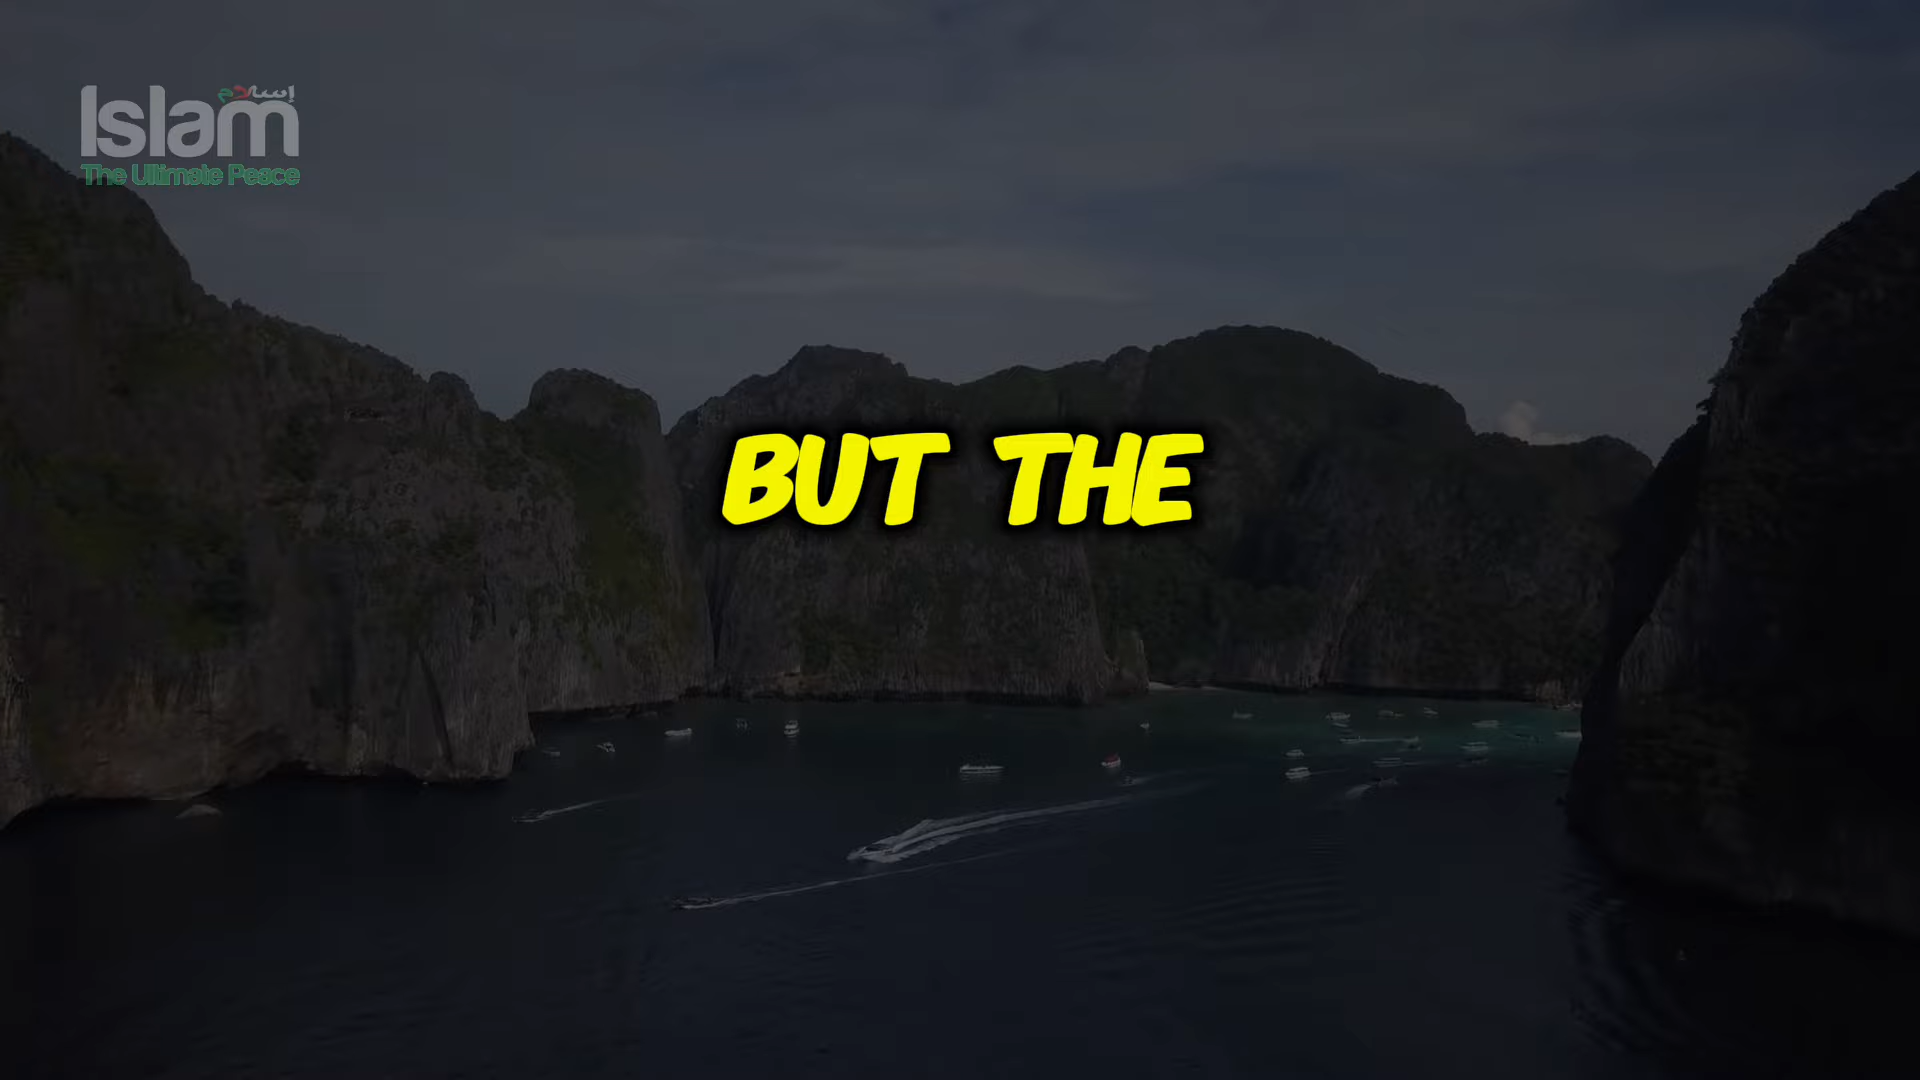 إسلام
Islam
The Ultimate Peace
BUT THE